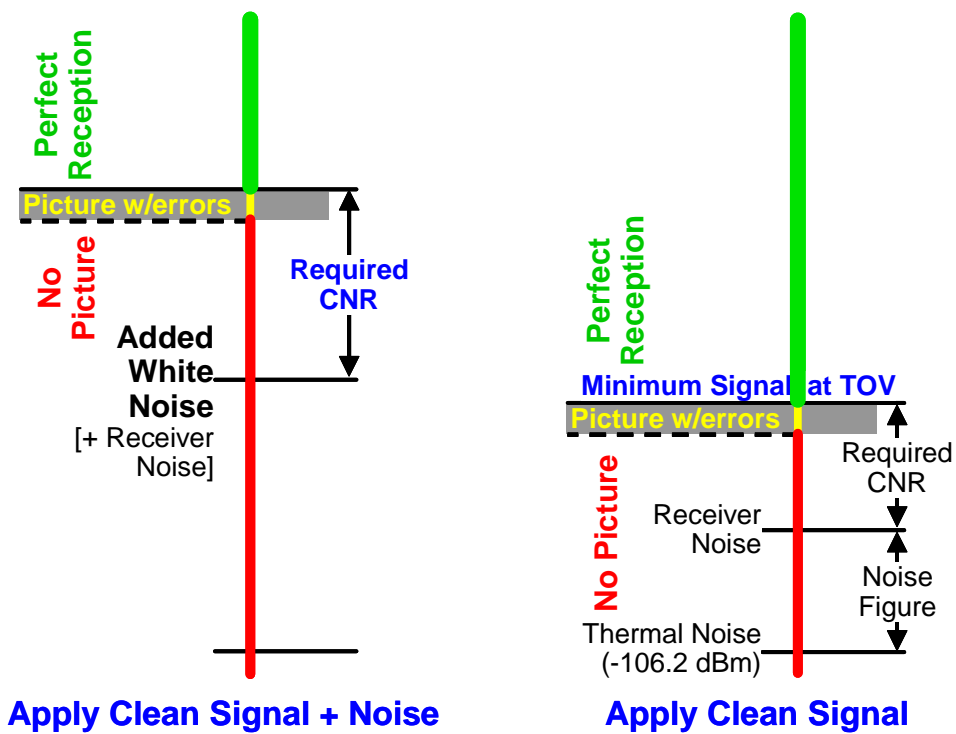 Perfect
Reception
Picture w/errors
No
Picture
Required
CNR
Added
White
Noise
[+ Receiver
Noise]
Apply Clean Signal + Noise
Perfect
Reception
Minimum Signal at TOV
Picture w/errors
No Picture
Required
CNR
Receiver
Noise
Noise
Figure
Thermal Noise
(-106.2 dBm)
Apply Clean Signal